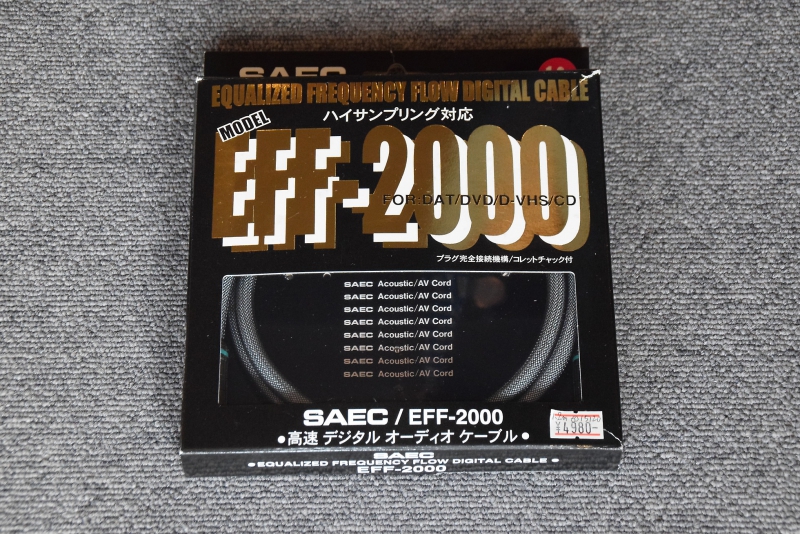 SAEC
EQUALIZED FREQUENCY FLOW DIGITAL CABLE
ハイサンプリング対応
MODEL
EFF-2000
FOR:DAT/DVD/D-VHS/CD
プラグ完全接続機構/コレットチャック付
SAEC Acoustic/AV Cord
SAEC Acoustic/AV Cord
SAEC Acoustic/AV Cord
SAEC Acoustic/AV Cord
SAEC Acoustic/AV Cord
SAEC Acoustic/AV Cord
SAEC Acoustic/AV Cord
SAEC Acoustic/AV Cord
SAEC / EFF-2000
¥4980-
•高速 デジタル オーディオ ケーブル•
SAEC
•EQUALIZED FREQUENCY FLOW DIGITAL CABLE•
EFF-2000